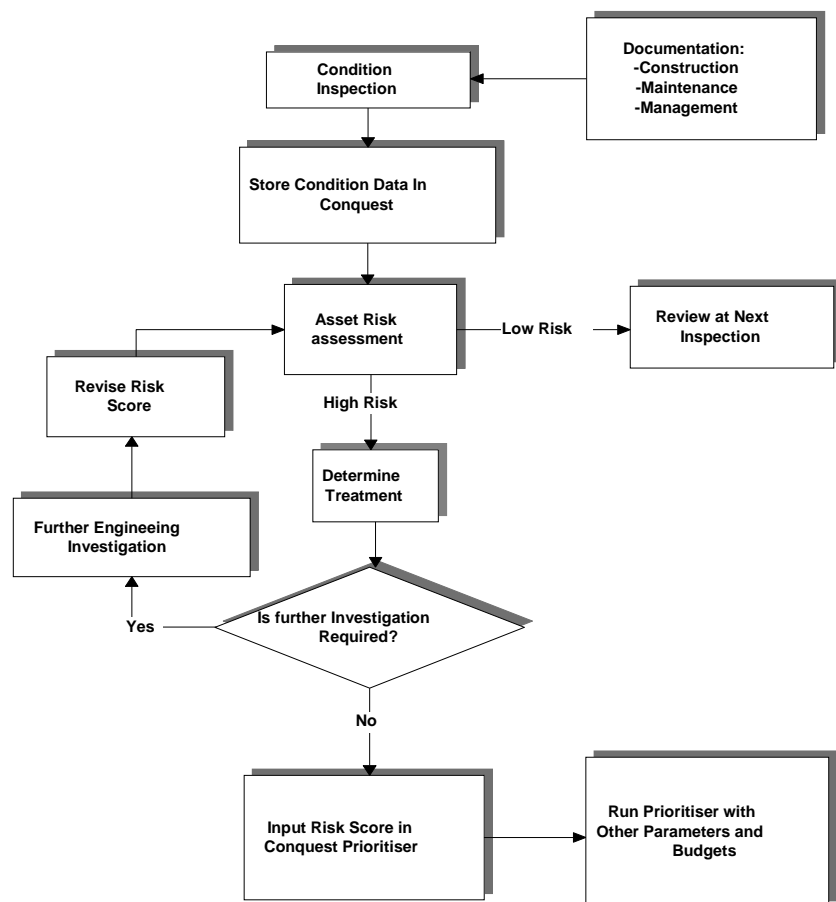 Condition
Inspection
Documentation:
-Construction
-Maintenance
-Management
Store Condition Data In
Conquest
Asset Risk
assessment
Low Risk
Review at Next
Inspection
Revise Risk
Score
High Risk
Determine
Treatment
Further Engineeing
Investigation
Is further Investigation
Required?
Yes
No
Input Risk Score in
Conquest Prioritiser
Run Prioritiser with
Other Parameters and
Budgets